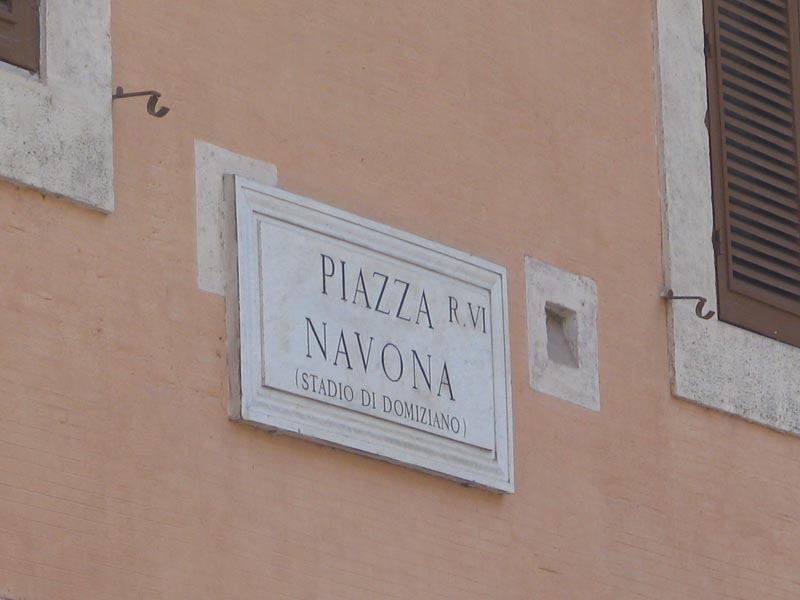 PIAZZA R.VI
NAVONA
(STADIO DI DOMIZIANO)